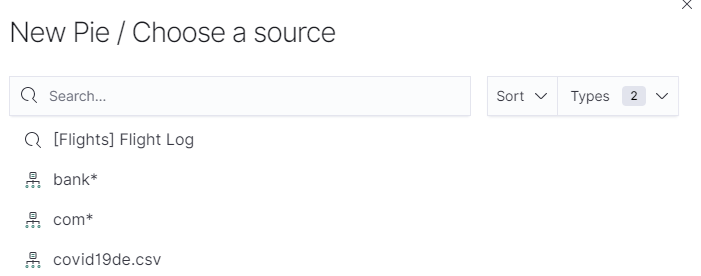 New Pie / Choose a source
Search...
Sort
Types 2
[Flights] Flight Log
bank*
com*
covid19de.csv